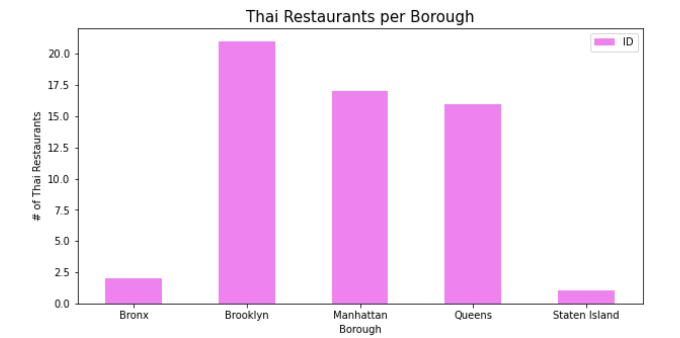 Thai Restaurants per Borough
ID
# of Thai Restaurants
20.0
17.5
15.0
12.5
10.0
7.5
5.0
2.5
0.0
Bronx Brooklyn Manhattan Queens Staten Island
Borough